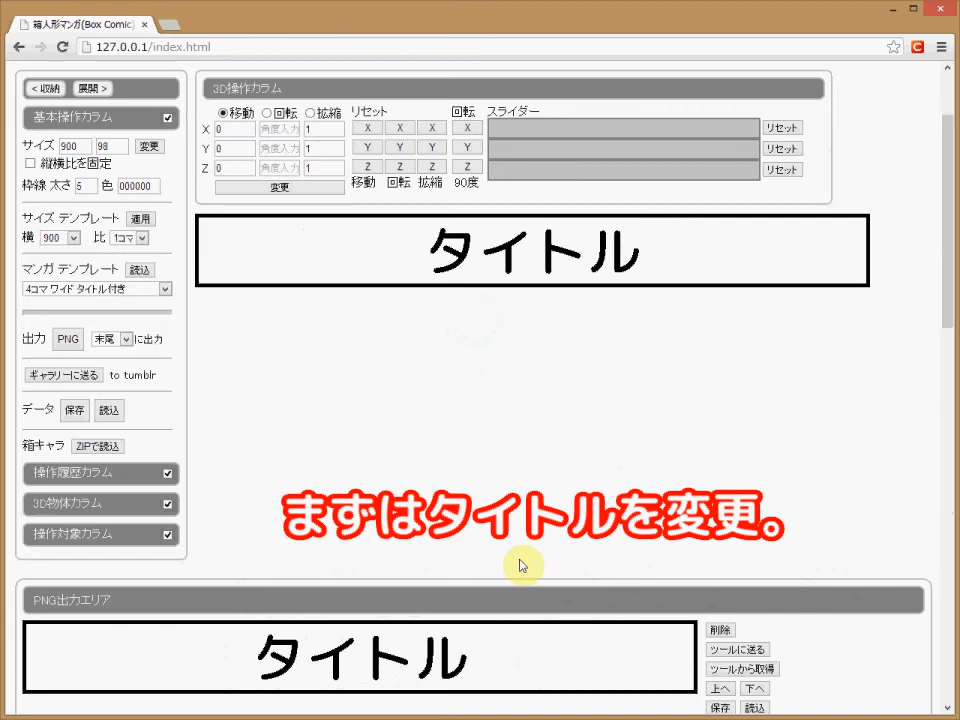 箱人形マンガ(Box Comic)
127.0.0.1/index.html
< 収納 展開 >
基本操作カラム
サイズ 900 98 変更
縦横比を固定
枠線 太さ 5 色 000000
サイズ テンプレート 適用
横 900 比 1コマ
マンガ テンプレート 読込
4コマ ワイド タイトル付き
出力 PNG 末尾 に出力
ギャラリーに送る to tumblr
データ 保存 読込
箱キャラ ZIPで読込
操作履歴カラム
3D物体カラム
操作対象カラム
3D操作カラム
移動 回転 拡縮 リセット 回転 スライダー
X 0 角度入力 1 X X X X リセット
Y 0 角度入力 1 Y Y Y Y リセット
Z 0 角度入力 1 Z Z Z Z リセット
変更 移動 回転 拡縮 90度
タイトル
まずはタイトルを変更。
PNG出力エリア
タイトル
削除
ツールに送る
ツールから取得
上へ 下へ
保存 読込